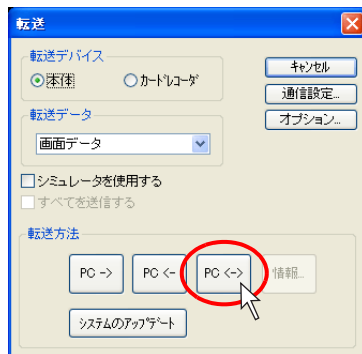 転送
転送デバイス
本体
ｶｰﾄﾞﾚｺｰﾀﾞ
ｷｬﾝｾﾙ
通信設定...
オプション...
転送データ
画面データ
シミュレータを使用する
すべてを送信する
転送方法
PC ->
PC <-
PC <->
情報...
ｼｽﾃﾑのｱｯﾌﾟﾃﾞｰﾄ